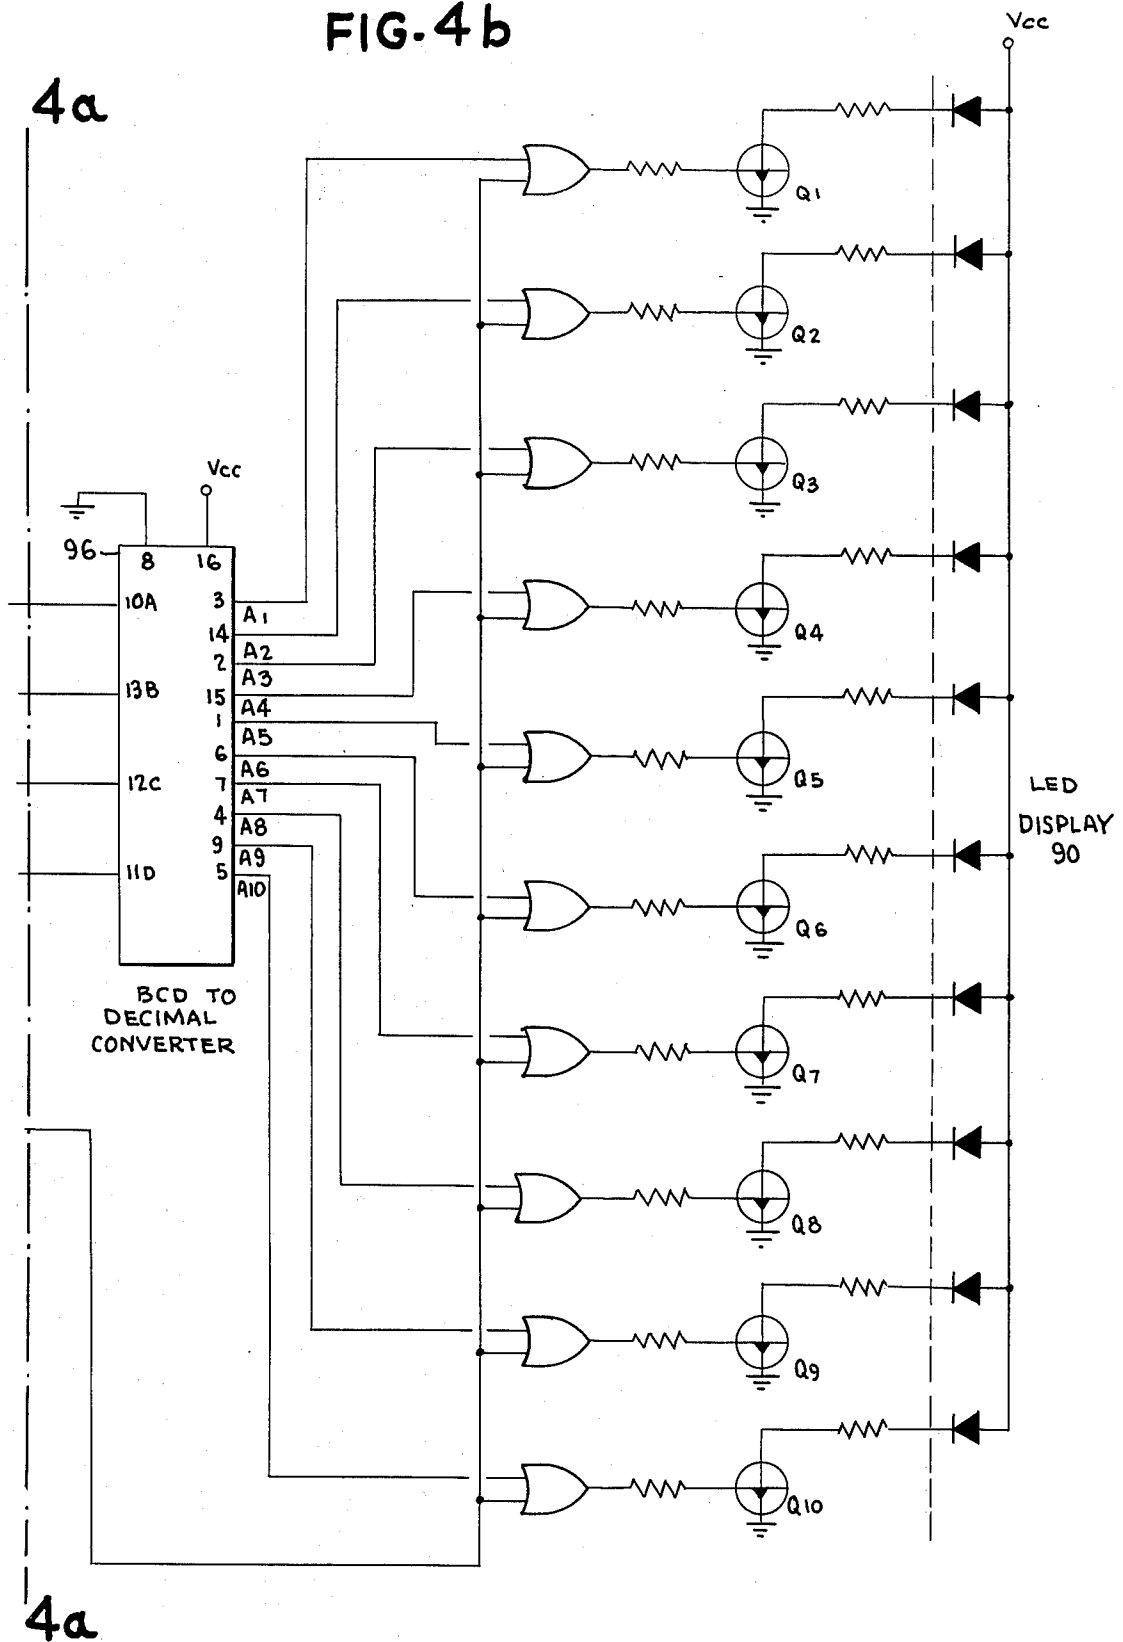 FIG. 4b
Vcc
4a
Q1
Q2
Q3
Vcc
96
8 16
10A 3
A1
14
A2
2
A3
13B 15
A4
1
A5
6
A6
12C 7
A7
4
A8
9
A9
11D 5
A10
BCD TO
DECIMAL
CONVERTER
Q4
Q5
LED
DISPLAY
90
Q6
Q7
Q8
Q9
Q10
4a